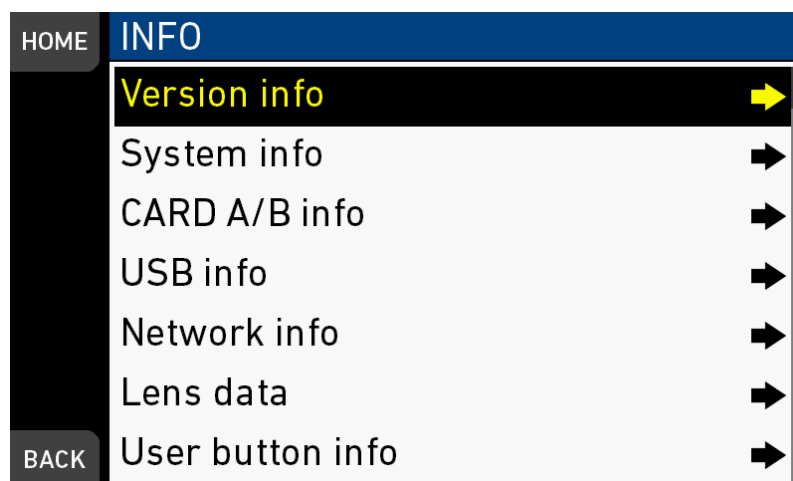 HOME
INFO
Version info
System info
CARD A/B info
USB info
Network info
Lens data
User button info
BACK